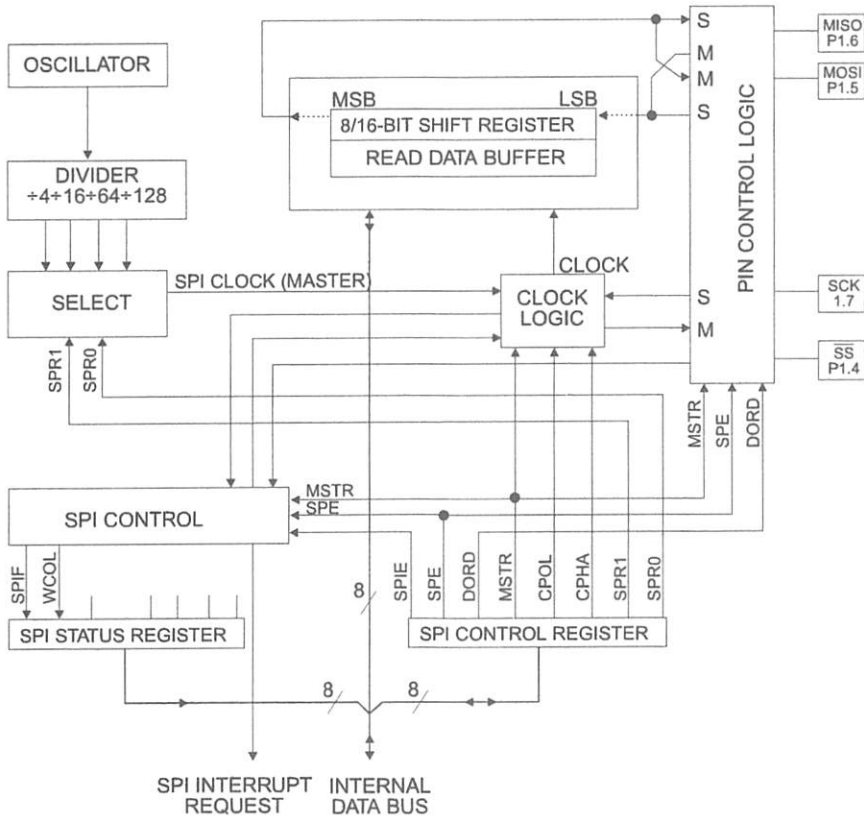 OSCILLATOR
DIVIDER
÷4÷16÷64÷128
SELECT
SPI CLOCK (MASTER)
SPR1
SPR0
MSB
LSB
8/16-BIT SHIFT REGISTER
READ DATA BUFFER
CLOCK
CLOCK
LOGIC
S
M
M
S
S
M
PIN CONTROL LOGIC
MISO
P1.6
MOSI
P1.5
SCK
1.7
SS
P1.4
MSTR
SPE
DORD
SPI CONTROL
MSTR
SPE
SPIF
WCOL
SPI STATUS REGISTER
8
SPIE
SPE
DORD
MSTR
CPOL
CPHA
SPR1
SPR0
SPI CONTROL REGISTER
8
8
SPI INTERRUPT
REQUEST
INTERNAL
DATA BUS